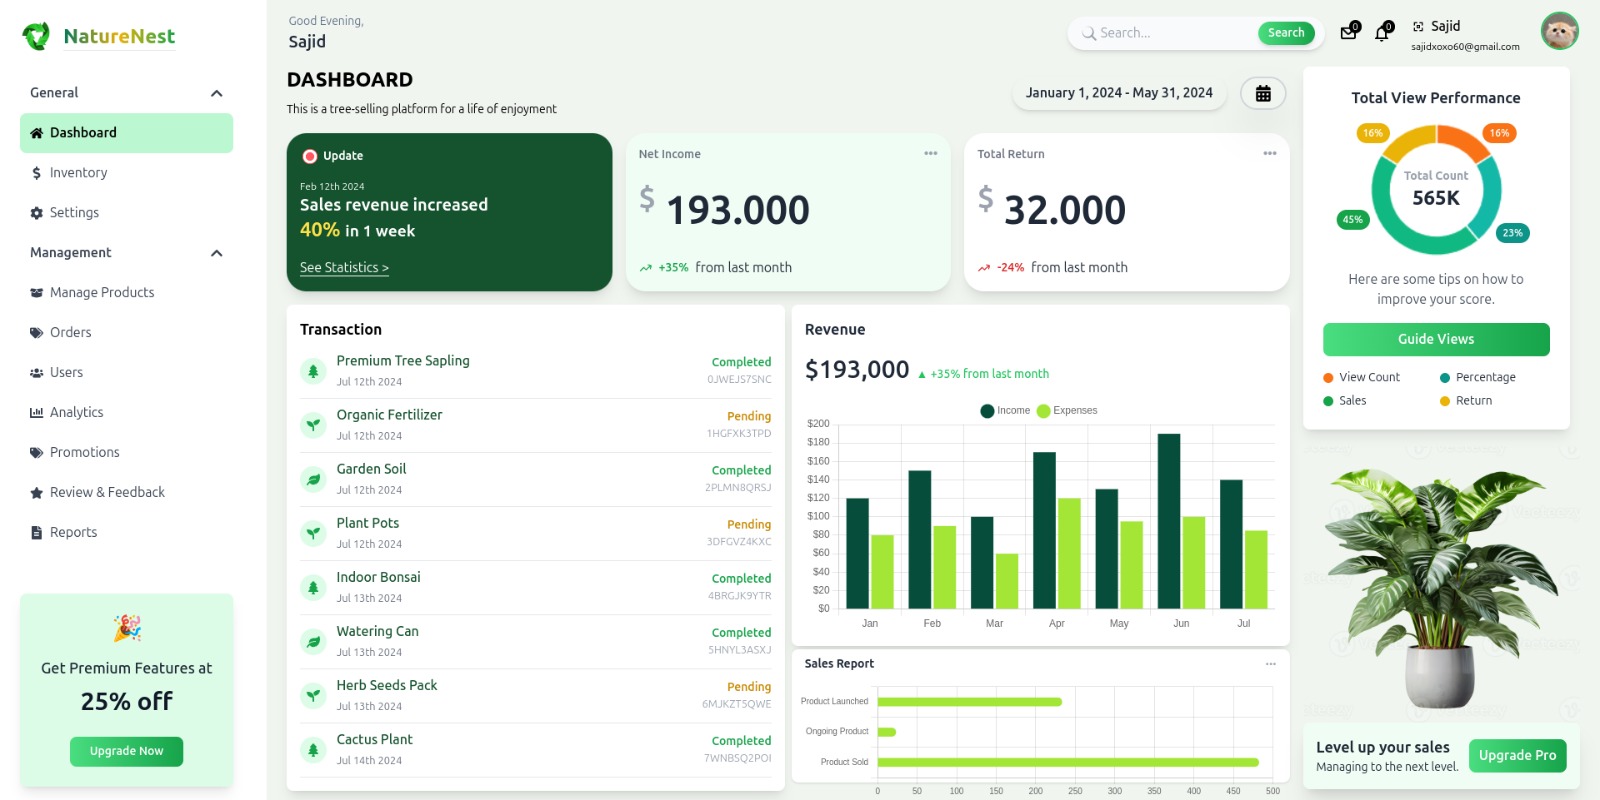 NatureNest
General
Dashboard
Inventory
Settings
Management
Manage Products
Orders
Users
Analytics
Promotions
Review & Feedback
Reports
Get Premium Features at
25% off
Upgrade Now
Good Evening,
Sajid
Search...
Search
0
0
Sajid
sajidxoxo60@gmail.com
DASHBOARD
This is a tree-selling platform for a life of enjoyment
January 1, 2024 - May 31, 2024
Update
Feb 12th 2024
Sales revenue increased
40% in 1 week
See Statistics >
Net Income
$ 193.000
+35% from last month
Total Return
$ 32.000
-24% from last month
Transaction
Premium Tree Sapling
Completed
Jul 12th 2024
0JWEJS7SNC
Organic Fertilizer
Pending
Jul 12th 2024
1HGFXK3TPD
Garden Soil
Completed
Jul 12th 2024
2PLMN8QRSJ
Plant Pots
Pending
Jul 12th 2024
3DFGVZ4KXC
Indoor Bonsai
Completed
Jul 13th 2024
4BRGJK9YTR
Watering Can
Completed
Jul 13th 2024
5HNYL3ASXJ
Herb Seeds Pack
Pending
Jul 13th 2024
6MJKZT5QWE
Cactus Plant
Completed
Jul 14th 2024
7WNBSQ2POI
Revenue
$193,000 ▲ +35% from last month
Income Expenses
$200
$180
$160
$140
$120
$100
$80
$60
$40
$20
$0
Jan Feb Mar Apr May Jun Jul
Sales Report
Product Launched
Ongoing Product
Product Sold
0 50 100 150 200 250 300 350 400 450 500
Total View Performance
16%
16%
45%
23%
Total Count
565K
Here are some tips on how to
improve your score.
Guide Views
View Count
Percentage
Sales
Return
Level up your sales
Managing to the next level.
Upgrade Pro